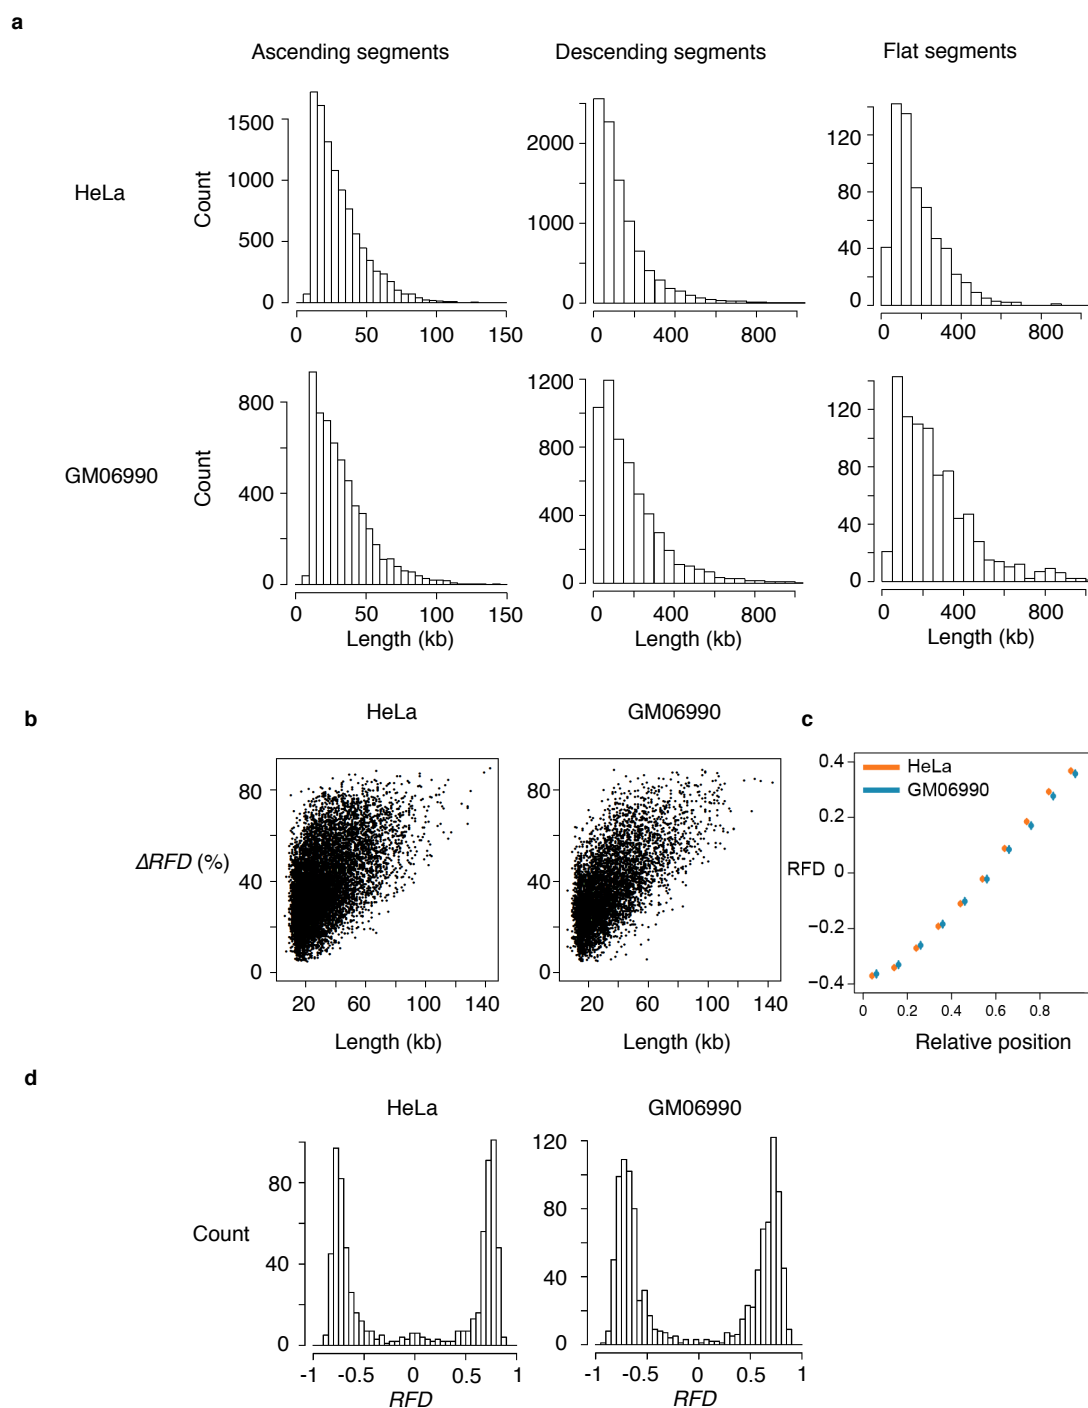 a
Ascending segments
Descending segments
Flat segments
HeLa
Count
1500
1000
500
0
0 50 100 150
2000
1000
0
0 400 800
120
80
40
0
0 400 800
GM06990
Count
800
400
0
0 50 100 150
Length (kb)
1200
800
400
0
0 400 800
Length (kb)
120
80
40
0
0 400 800
Length (kb)
b
HeLa
GM06990
ΔRFD (%)
80
40
0
20 60 100 140
Length (kb)
80
40
0
20 60 100 140
Length (kb)
c
HeLa
GM06990
RFD
0.4
0.2
0
−0.2
−0.4
0 0.2 0.4 0.6 0.8
Relative position
d
HeLa
GM06990
Count
80
40
0
-1 -0.5 0 0.5 1
RFD
120
80
40
0
-1 -0.5 0 0.5 1
RFD